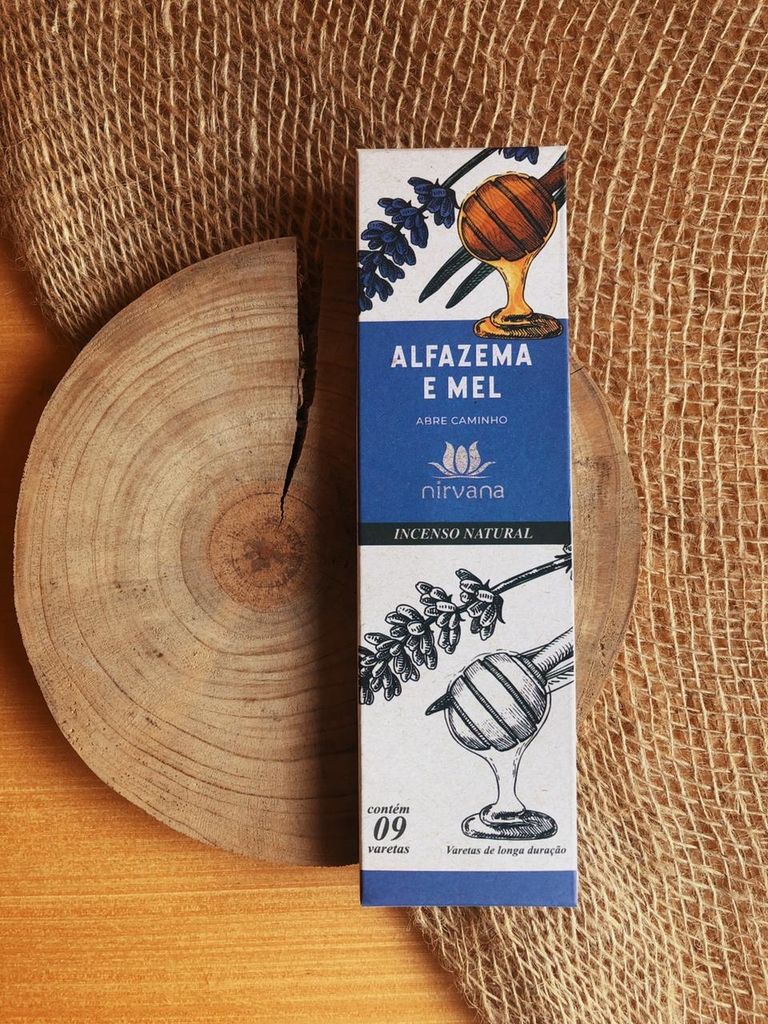 ALFAZEMA
E MEL
ABRE CAMINHO
nirvana
INCENSO NATURAL
contém
09
varetas
Varetas de longa duração